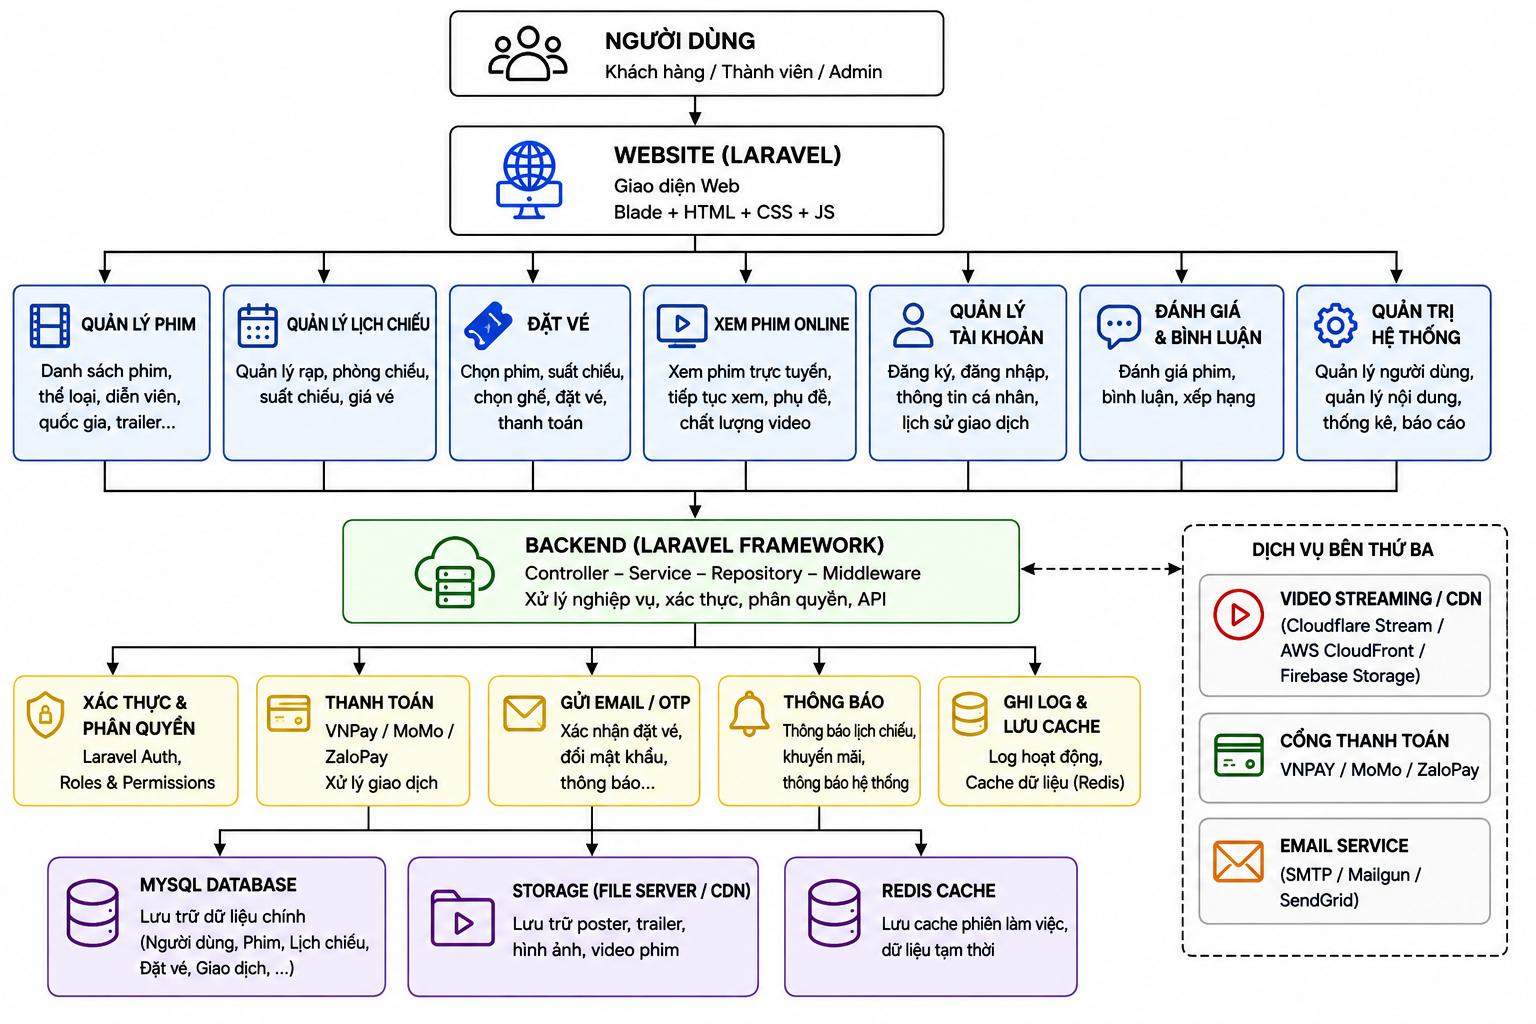 NGƯỜI DÙNG
Khách hàng / Thành viên / Admin
WEBSITE (LARAVEL)
Giao diện Web
Blade + HTML + CSS + JS
QUẢN LÝ PHIM
Danh sách phim,
thể loại, diễn viên,
quốc gia, trailer...
QUẢN LÝ LỊCH CHIẾU
Quản lý rạp, phòng chiếu,
suất chiếu, giá vé
ĐẶT VÉ
Chọn phim, suất chiếu,
chọn ghế, đặt vé,
thanh toán
XEM PHIM ONLINE
Xem phim trực tuyến,
tiếp tục xem, phụ đề,
chất lượng video
QUẢN LÝ
TÀI KHOẢN
Đăng ký, đăng nhập,
thông tin cá nhân,
lịch sử giao dịch
ĐÁNH GIÁ
& BÌNH LUẬN
Đánh giá phim,
bình luận, xếp hạng
QUẢN TRỊ
HỆ THỐNG
Quản lý người dùng,
quản lý nội dung,
thống kê, báo cáo
BACKEND (LARAVEL FRAMEWORK)
Controller – Service – Repository – Middleware
Xử lý nghiệp vụ, xác thực, phân quyền, API
DỊCH VỤ BÊN THỨ BA
VIDEO STREAMING / CDN
(Cloudflare Stream /
AWS CloudFront /
Firebase Storage)
CỔNG THANH TOÁN
VNPAY / MoMo / ZaloPay
EMAIL SERVICE
(SMTP / Mailgun /
SendGrid)
XÁC THỰC &
PHÂN QUYỀN
Laravel Auth,
Roles & Permissions
THANH TOÁN
VNPay / MoMo /
ZaloPay
Xử lý giao dịch
GỬI EMAIL / OTP
Xác nhận đặt vé,
đổi mật khẩu,
thông báo...
THÔNG BÁO
Thông báo lịch chiếu,
khuyến mãi,
thông báo hệ thống
GHI LOG &
LƯU CACHE
Log hoạt động,
Cache dữ liệu (Redis)
MYSQL DATABASE
Lưu trữ dữ liệu chính
(Người dùng, Phim, Lịch chiếu,
Đặt vé, Giao dịch, ...)
STORAGE (FILE SERVER / CDN)
Lưu trữ poster, trailer,
hình ảnh, video phim
REDIS CACHE
Lưu cache phiên làm việc,
dữ liệu tạm thời